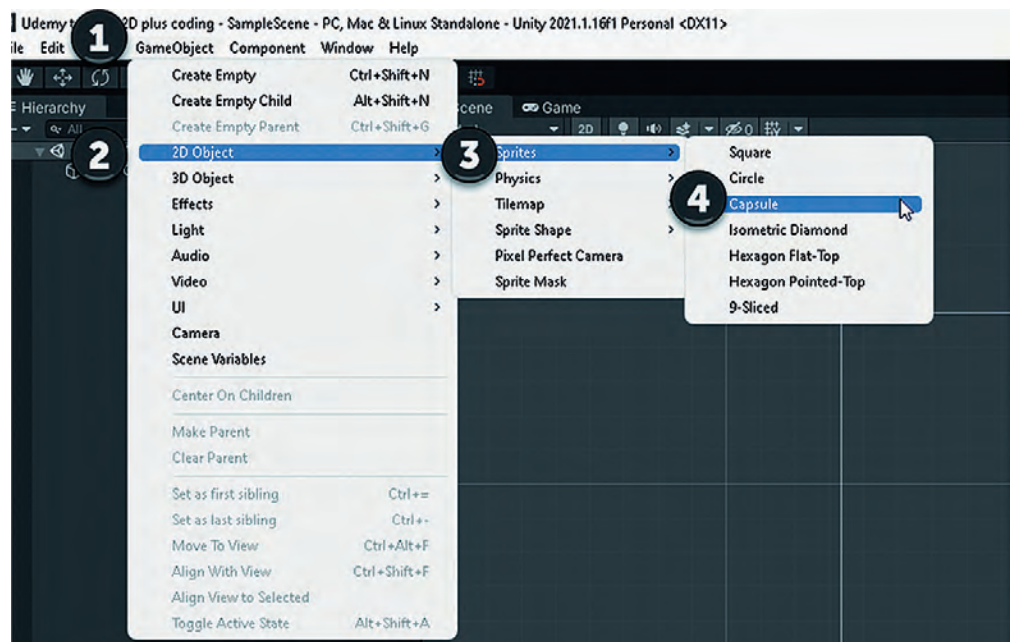 Udemy t 2D plus coding - SampleScene - PC, Mac & Linux Standalone - Unity 2021.1.16f1 Personal <DX11>
ile Edit 1 GameObject Component Window Help
Hierarchy
All
cene Game
2D 0
Create Empty Ctrl+Shift+N
Create Empty Child Alt+Shift+N
Create Empty Parent Ctrl+Shift+G
2 2D Object >
3D Object >
Effects >
Light >
Audio >
Video >
UI >
Camera
Scene Variables
Center On Children
Make Parent
Clear Parent
Set as first sibling Ctrl+=
Set as last sibling Ctrl+-
Move To View Ctrl+Alt+F
Align With View Ctrl+Shift+F
Align View to Selected
Toggle Active State Alt+Shift+A
3 Sprites >
Physics >
Tilemap
Sprite Shape >
Pixel Perfect Camera
Sprite Mask
Square
Circle
4 Capsule
Isometric Diamond
Hexagon Flat-Top
Hexagon Pointed-Top
9-Sliced